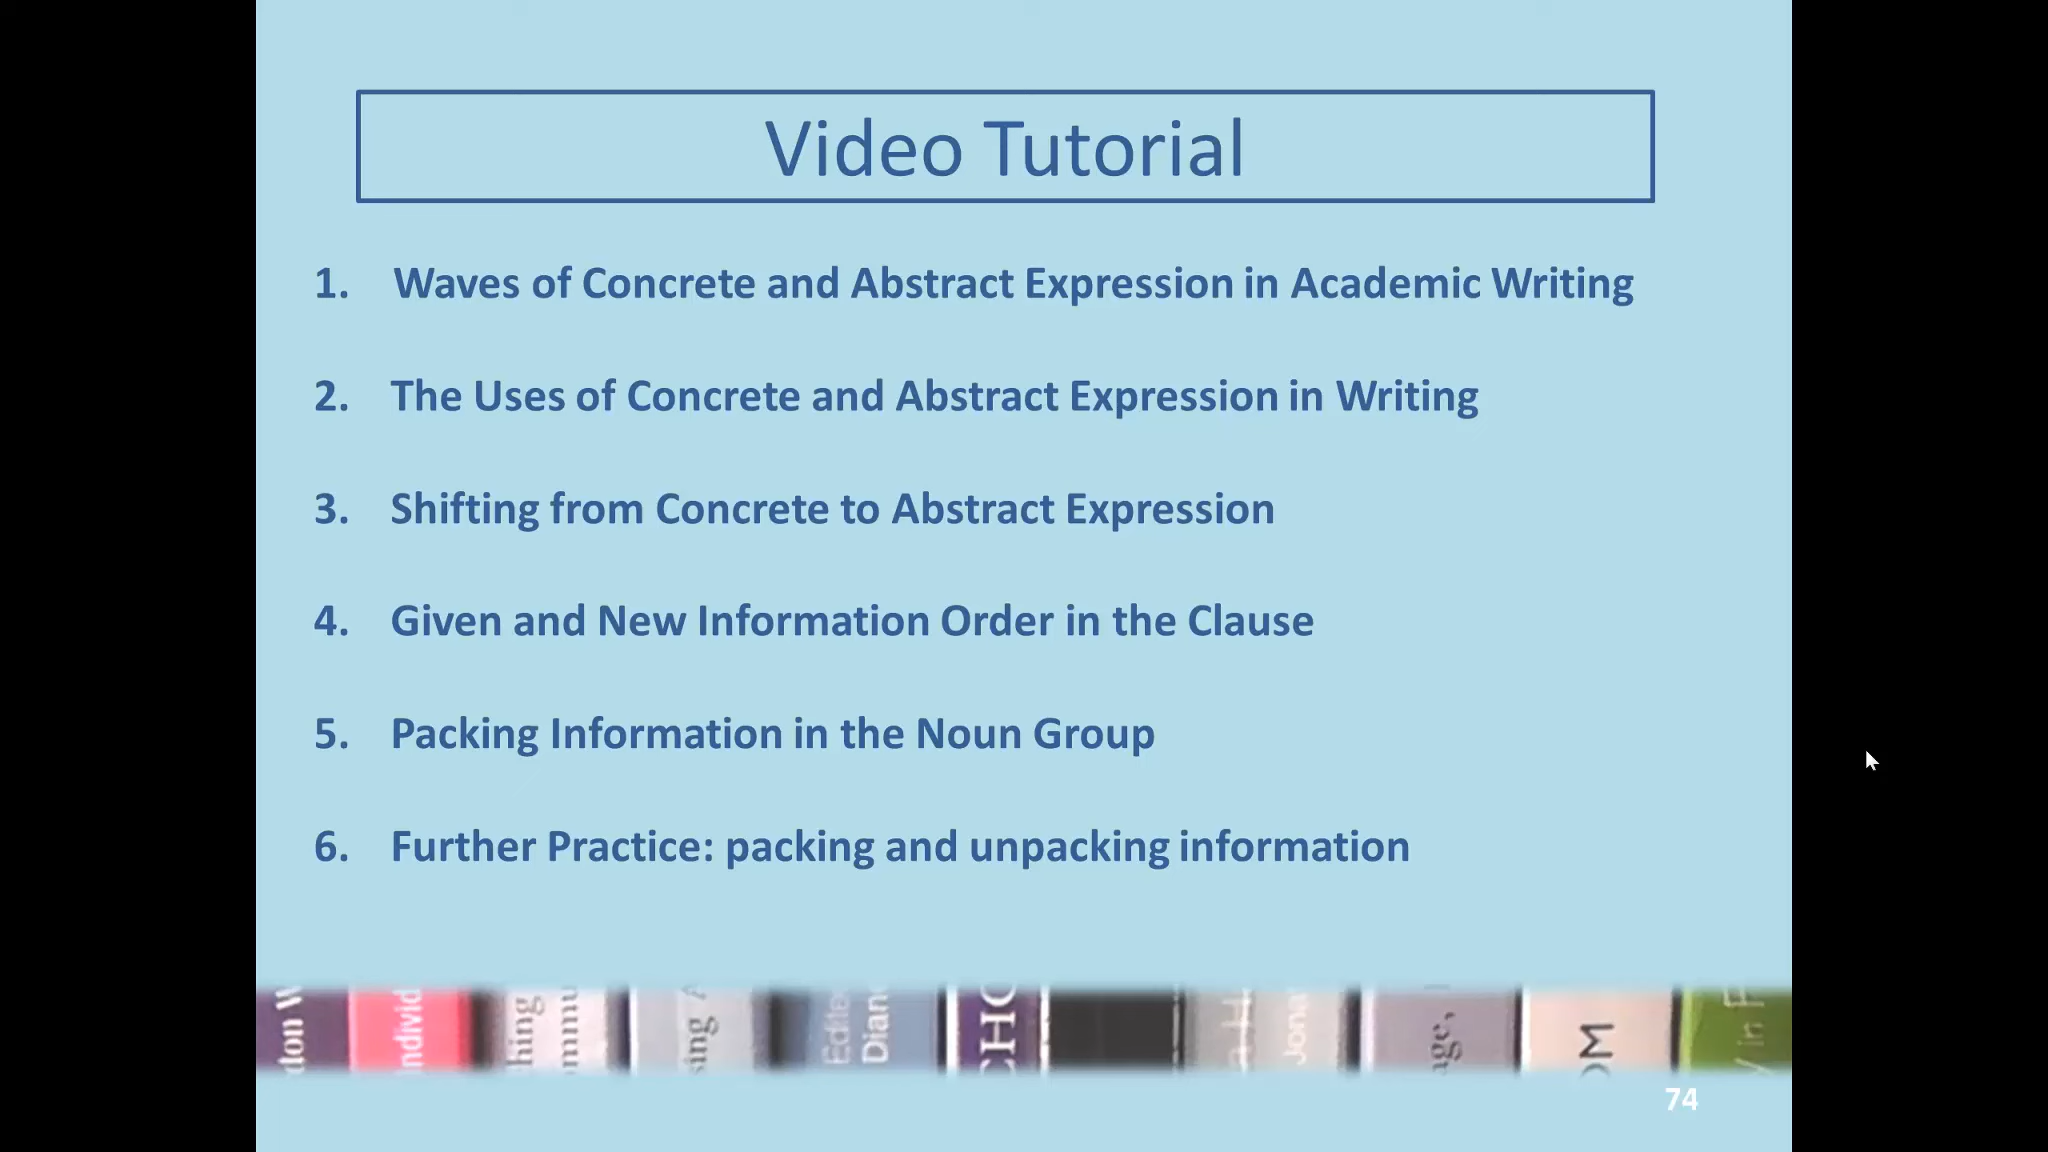 Video Tutorial
1. Waves of Concrete and Abstract Expression in Academic Writing
2. The Uses of Concrete and Abstract Expression in Writing
3. Shifting from Concrete to Abstract Expression
4. Given and New Information Order in the Clause
5. Packing Information in the Noun Group
6. Further Practice: packing and unpacking information
74